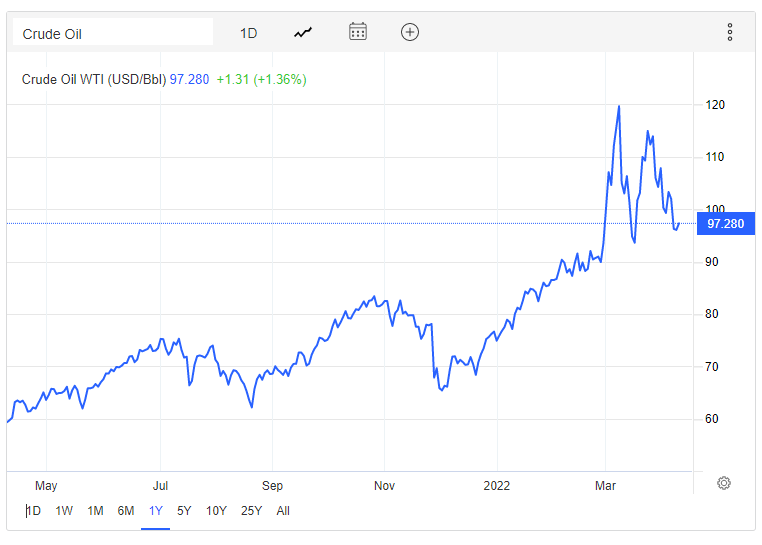 Crude Oil 1D
Crude Oil WTI (USD/Bbl) 97.280 +1.31 (+1.36%)
120
110
100
97.280
90
80
70
60
May Jul Sep Nov 2022 Mar
1D 1W 1M 6M 1Y 5Y 10Y 25Y All